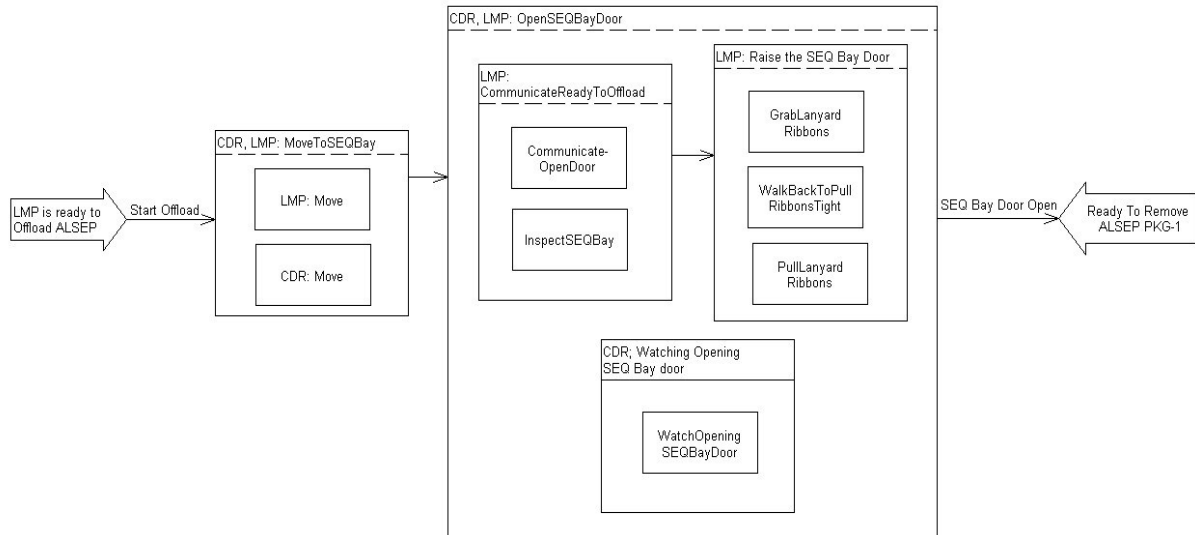 LMP is ready to
Offload ALSEP
Start Offload
CDR, LMP: MoveToSEQBay
LMP: Move
CDR: Move
CDR, LMP: OpenSEQBayDoor
LMP:
CommunicateReadyToOffload
Communicate-
OpenDoor
InspectSEQBay
LMP: Raise the SEQ Bay Door
GrabLanyard
Ribbons
WalkBackToPull
RibbonsTight
PullLanyard
Ribbons
CDR; Watching Opening
SEQ Bay door
WatchOpening
SEQBayDoor
SEQ Bay Door Open
Ready To Remove
ALSEP PKG-1